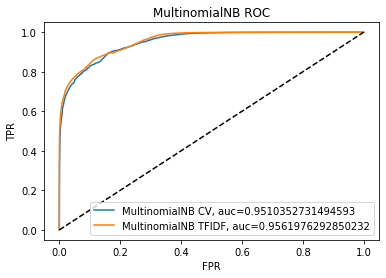 MultinomialNB ROC
TPR
1.0
0.8
0.6
0.4
0.2
0.0
MultinomialNB CV, auc=0.9510352731494593
MultinomialNB TFIDF, auc=0.9561976292850232
0.0 0.2 0.4 0.6 0.8 1.0
FPR